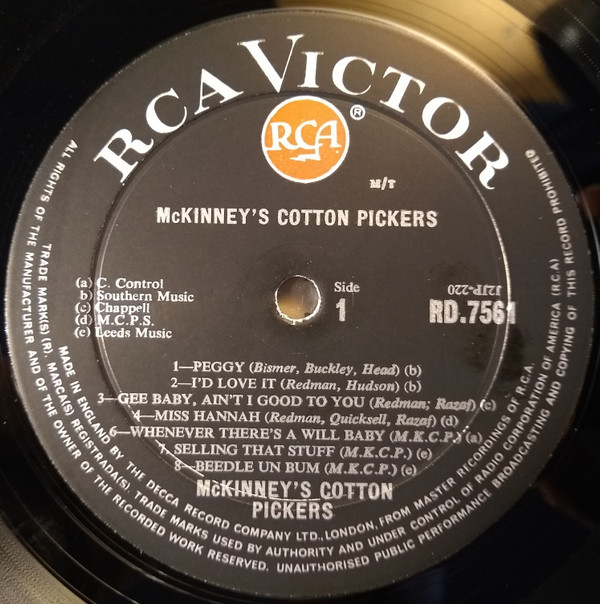 RCA VICTOR
RCA ®
M/T
McKINNEY'S COTTON PICKERS
(a) C. Control
b) Southern Music
(c) Chappell
(d) M.C.P.S.
(e) Leeds Music
Side
1
J2JP-220
RD.7561
1—PEGGY (Bismer, Buckley, Head) (b)
2—I'D LOVE IT (Redman, Hudson) (b)
3—GEE BABY, AIN'T I GOOD TO YOU (Redman; Razaf) (c)
4—MISS HANNAH (Redman, Quicksell, Razaf) (d)
6—WHENEVER THERE'S A WILL BABY (M.K.C.P.) (a)
7 SELLING THAT STUFF (M.K.C.P.) (e)
8—BEEDLE UN BUM (M.K.C.P.) (e)
McKINNEY'S COTTON
PICKERS
TRADE MARK(S) (R). MARCA(S) REGISTRADA(S). TRADE MARKS USED BY AUTHORITY AND UNDER CONTROL OF RADIO CORPORATION OF AMERICA (RCA)
MADE IN ENGLAND BY THE DECCA RECORD COMPANY LTD., LONDON, FROM MASTER RECORDINGS OF R.C.A.
ALL RIGHTS OF THE MANUFACTURER AND OF THE OWNER OF THE RECORDED WORK RESERVED. UNAUTHORISED PUBLIC PERFORMANCE BROADCASTING AND COPYING OF THIS RECORD PROHIBITED